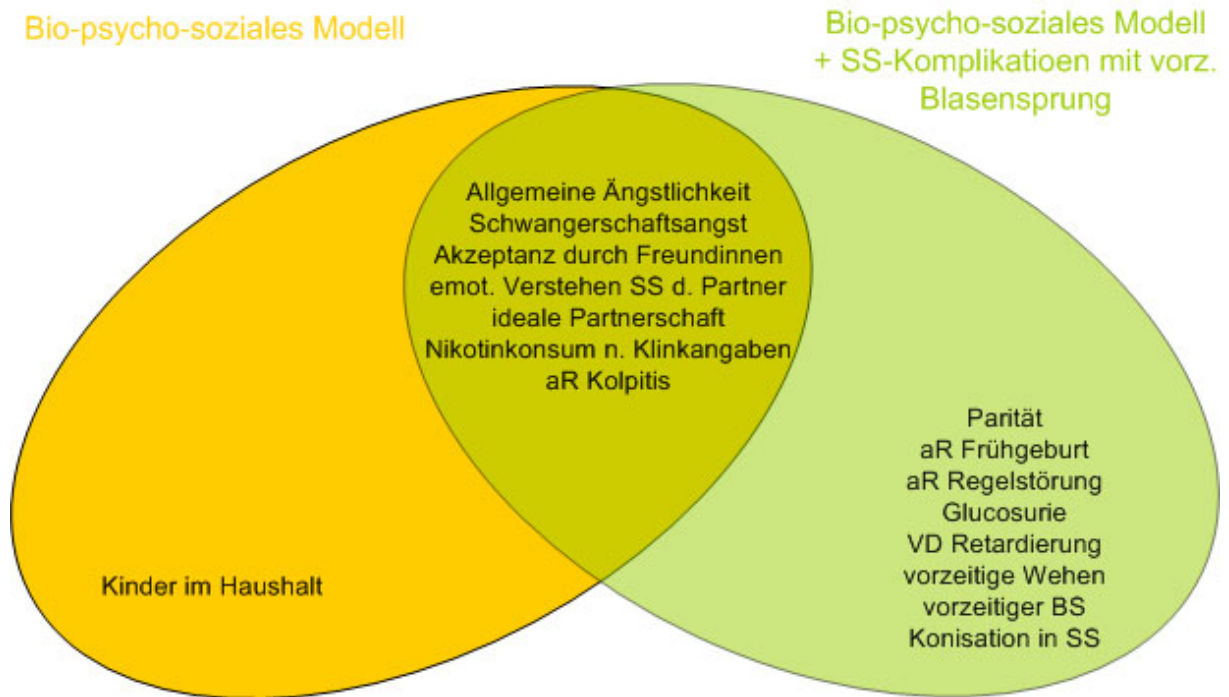 Bio-psycho-soziales Modell
Bio-psycho-soziales Modell
+ SS-Komplikatioen mit vorz.
Blasensprung
Allgemeine Ängstlichkeit
Schwangerschaftsangst
Akzeptanz durch Freundinnen
emot. Verstehen SS d. Partner
ideale Partnerschaft
Nikotinkonsum n. Klinkangaben
aR Kolpitis
Kinder im Haushalt
Parität
aR Frühgeburt
aR Regelstörung
Glucosurie
VD Retardierung
vorzeitige Wehen
vorzeitiger BS
Konisation in SS